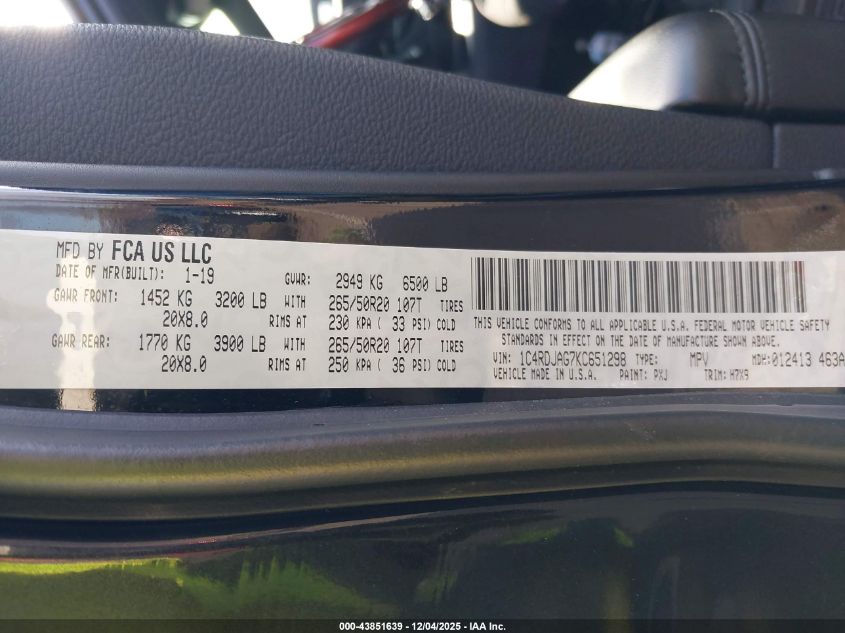 MFD BY FCA US LLC
DATE OF MFR(BUILT): 1-19 GVWR: 2949 KG 6500 LB
GAWR FRONT: 1452 KG 3200 LB WITH 265/50R20 107T TIRES
20X8.0 RIMS AT 230 KPA ( 33 PSI) COLD
GAWR REAR: 1770 KG 3900 LB WITH 265/50R20 107T TIRES
20X8.0 RIMS AT 250 KPA ( 36 PSI) COLD
THIS VEHICLE CONFORMS TO ALL APPLICABLE U.S.A. FEDERAL MOTOR VEHICLE SAFETY
STANDARDS IN EFFECT ON THE DATE OF MANUFACTURE SHOWN ABOVE.
VIN: 1C4RDJAG7KC651298 TYPE: MPV MDH: 012413 463A
VEHICLE MADE IN U.S.A. PAINT: PXJ TRIM: H7X9
000-43851639 - 12/04/2025 - IAA Inc.